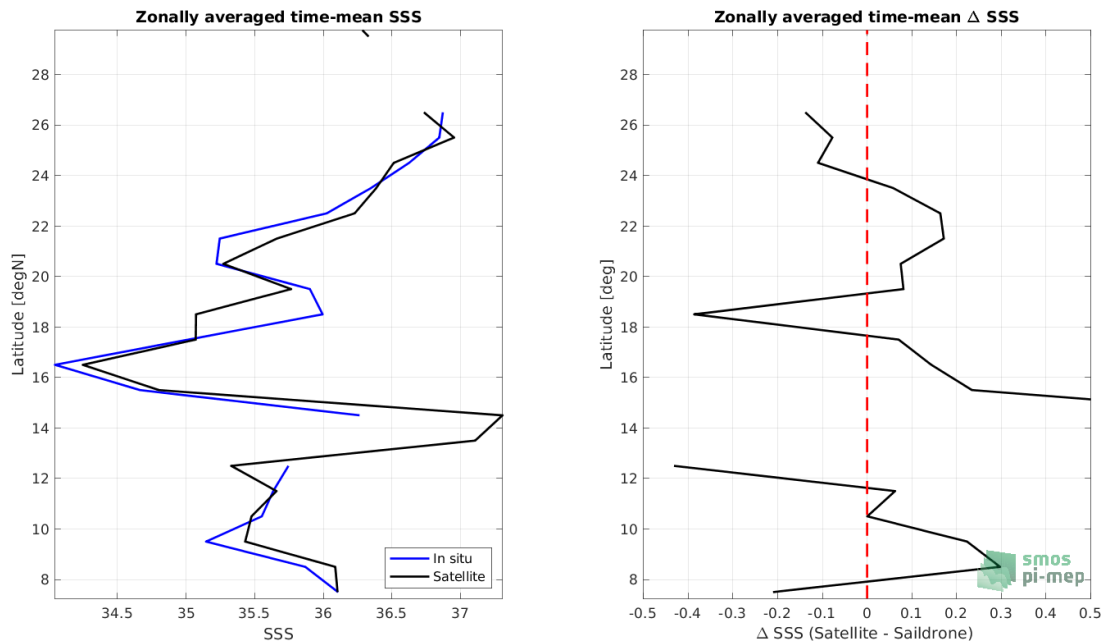 Zonally averaged time-mean SSS
28
26
24
22
20
18
16
14
12
10
8
Latitude [degN]
34.5 35 35.5 36 36.5 37
SSS
In situ
Satellite
Zonally averaged time-mean Δ SSS
28
26
24
22
20
18
16
14
12
10
8
Latitude [deg]
-0.5 -0.4 -0.3 -0.2 -0.1 0 0.1 0.2 0.3 0.4 0.5
Δ SSS (Satellite - Saildrone)
smos
pi-mep